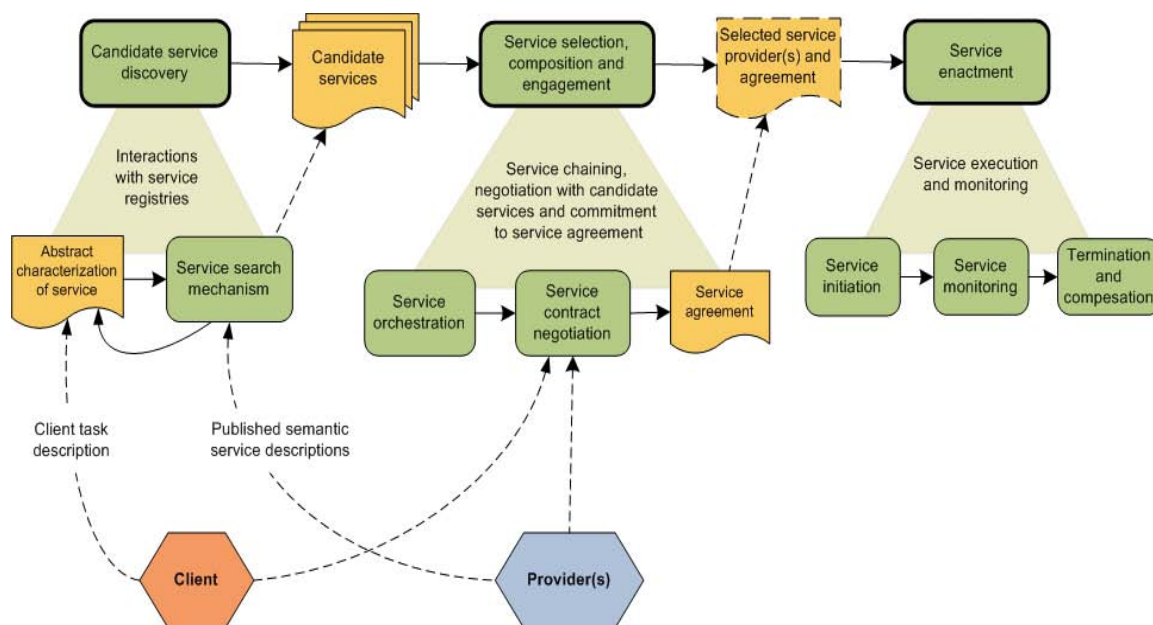 Candidate service
discovery
Candidate
services
Service selection,
composition and
engagement
Selected service
provider(s) and
agreement
Service
enactment
Interactions
with service
registries
Service chaining,
negotiation with candidate
services and commitment
to service agreement
Service execution
and monitoring
Abstract
characterization
of service
Service search
mechanism
Service
orchestration
Service
contract
negotiation
Service
agreement
Service
initiation
Service
monitoring
Termination
and
compesation
Client task
description
Published semantic
service descriptions
Client
Provider(s)